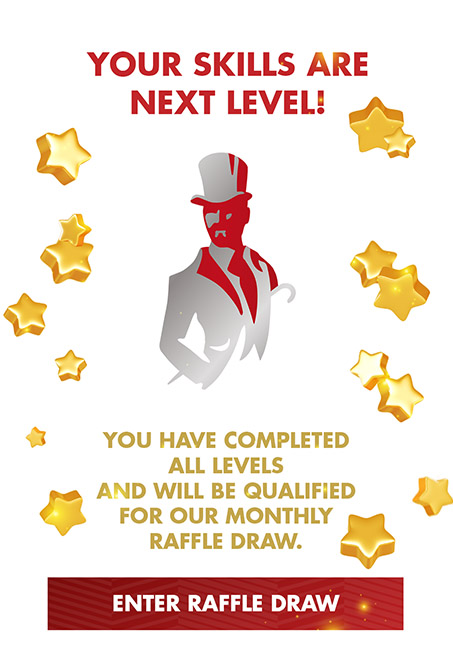 YOUR SKILLS ARE
NEXT LEVEL!
YOU HAVE COMPLETED
ALL LEVELS
AND WILL BE QUALIFIED
FOR OUR MONTHLY
RAFFLE DRAW.
ENTER RAFFLE DRAW